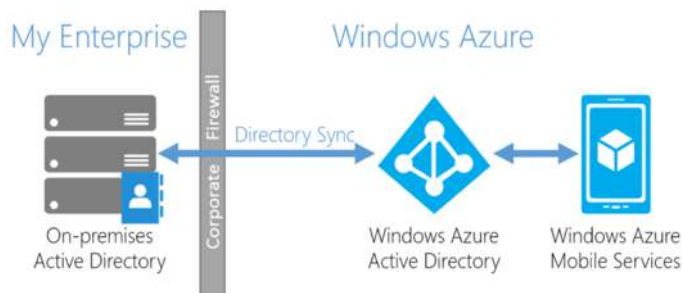 My Enterprise
Windows Azure
Corporate Firewall
Directory Sync
On-premises
Active Directory
Windows Azure
Active Directory
Windows Azure
Mobile Services